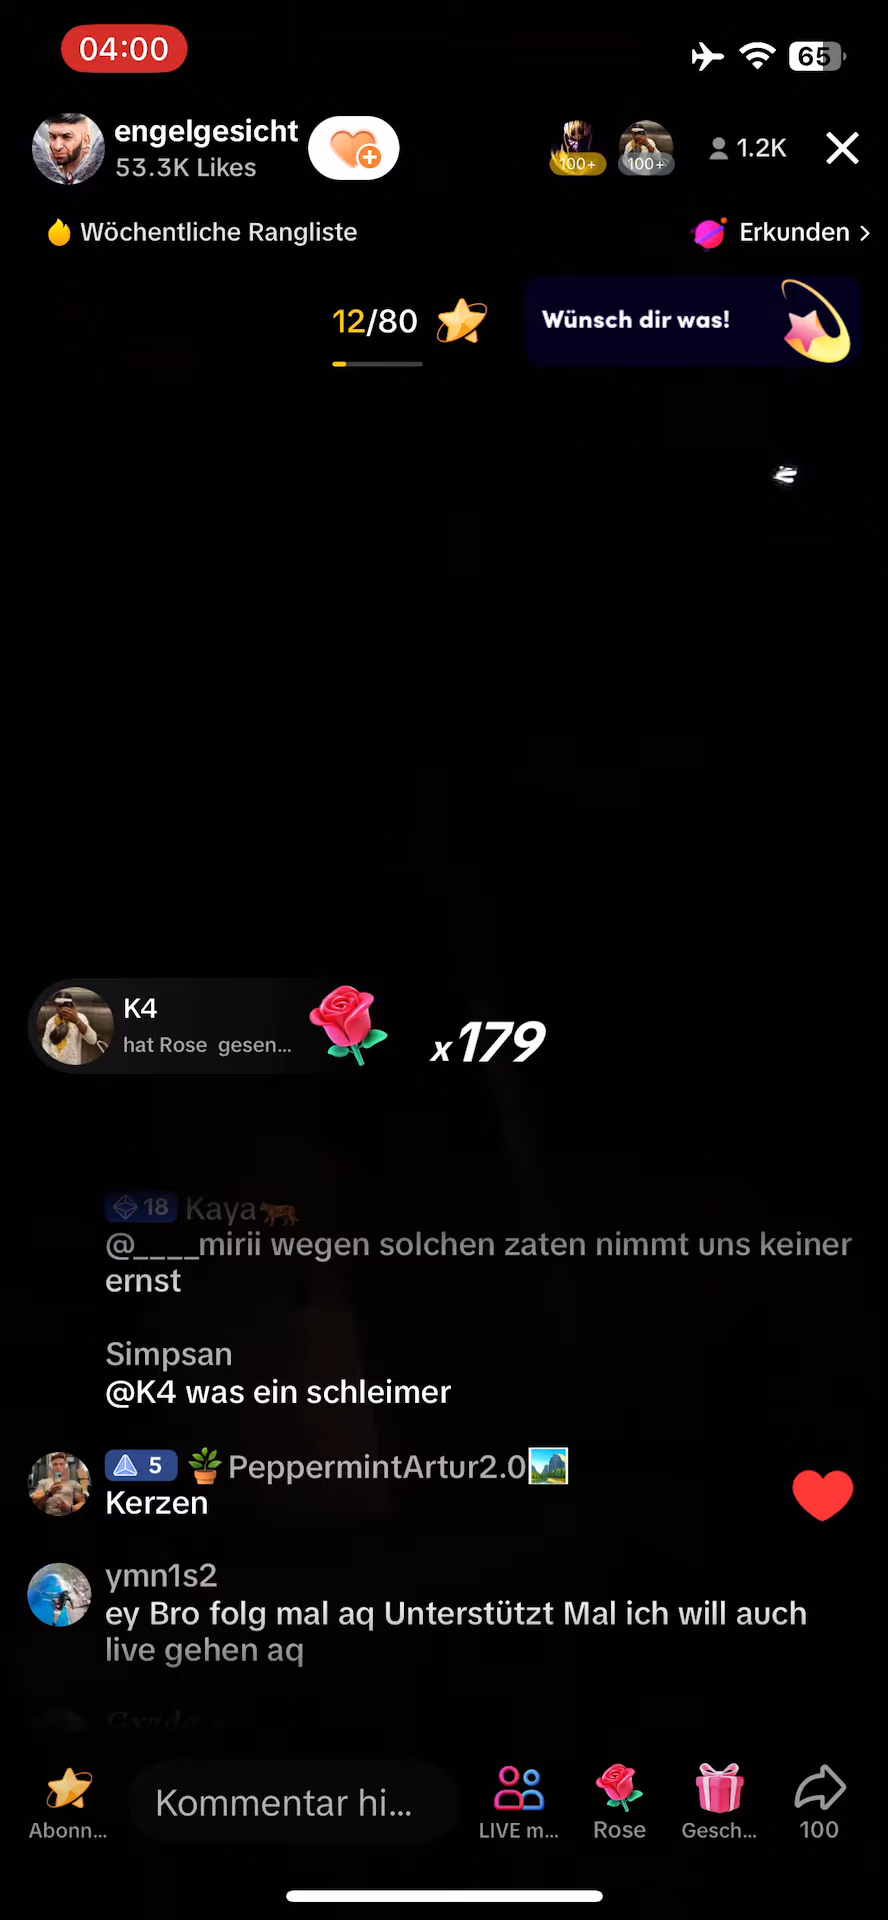 04:00
65
engelgesicht
53.3K Likes
100+
100+
1.2K
Wöchentliche Rangliste
Erkunden >
12/80
Wünsch dir was!
K4
hat Rose gesen...
x179
18 Kaya
@____mirii wegen solchen zaten nimmt uns keiner
ernst
Simpsan
@K4 was ein schleimer
5 PeppermintArtur2.0
Kerzen
ymn1s2
ey Bro folg mal aq Unterstützt Mal ich will auch
live gehen aq
Kommentar hi...
Abonn...
LIVE m...
Rose
Gesch...
100